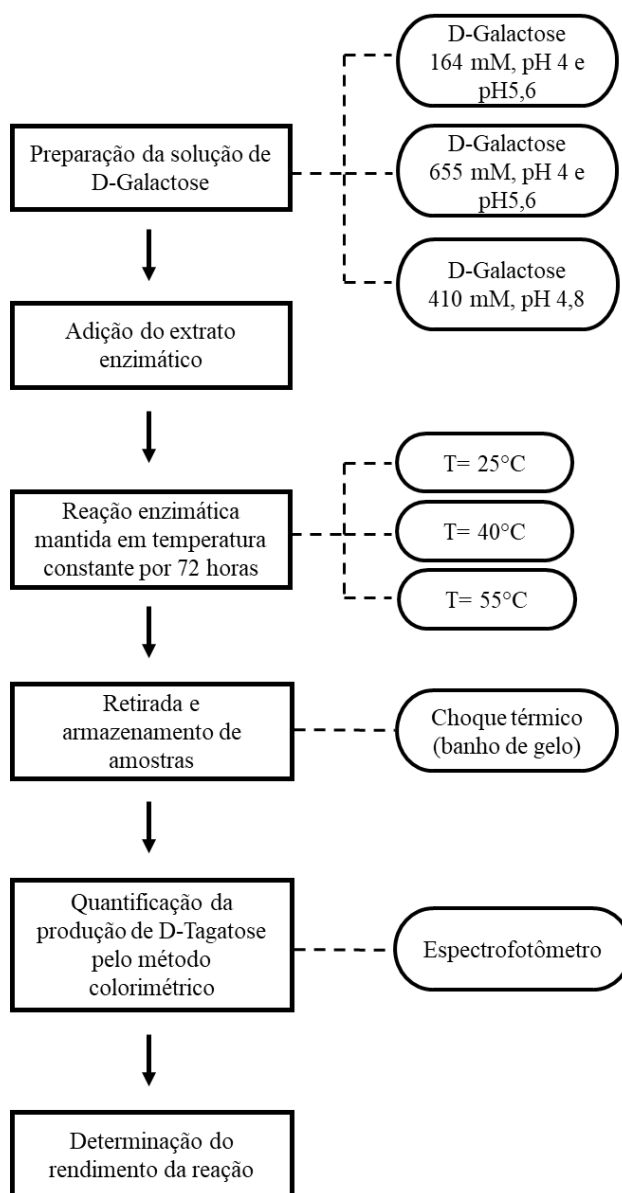 Preparação da solução de
D-Galactose
D-Galactose
164 mM, pH 4 e
pH5,6
D-Galactose
655 mM, pH 4 e
pH5,6
D-Galactose
410 mM, pH 4,8
Adição do extrato
enzimático
Reação enzimática
mantida em temperatura
constante por 72 horas
T= 25°C
T= 40°C
T= 55°C
Retirada e
armazenamento de
amostras
Choque térmico
(banho de gelo)
Quantificação da
produção de D-Tagatose
pelo método
colorimétrico
Espectrofotômetro
Determinação do
rendimento da reação